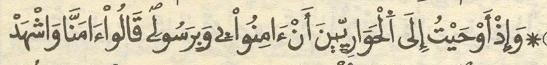 ۞ وَإِذْ أَوْحَيْتُ إِلَى ٱلْحَوَارِيِّـۧنَ أَنْ ءَامِنُوا۟ بِى وَبِرَسُولِى قَالُوٓا۟ ءَامَنَّا وَٱشْهَدْ